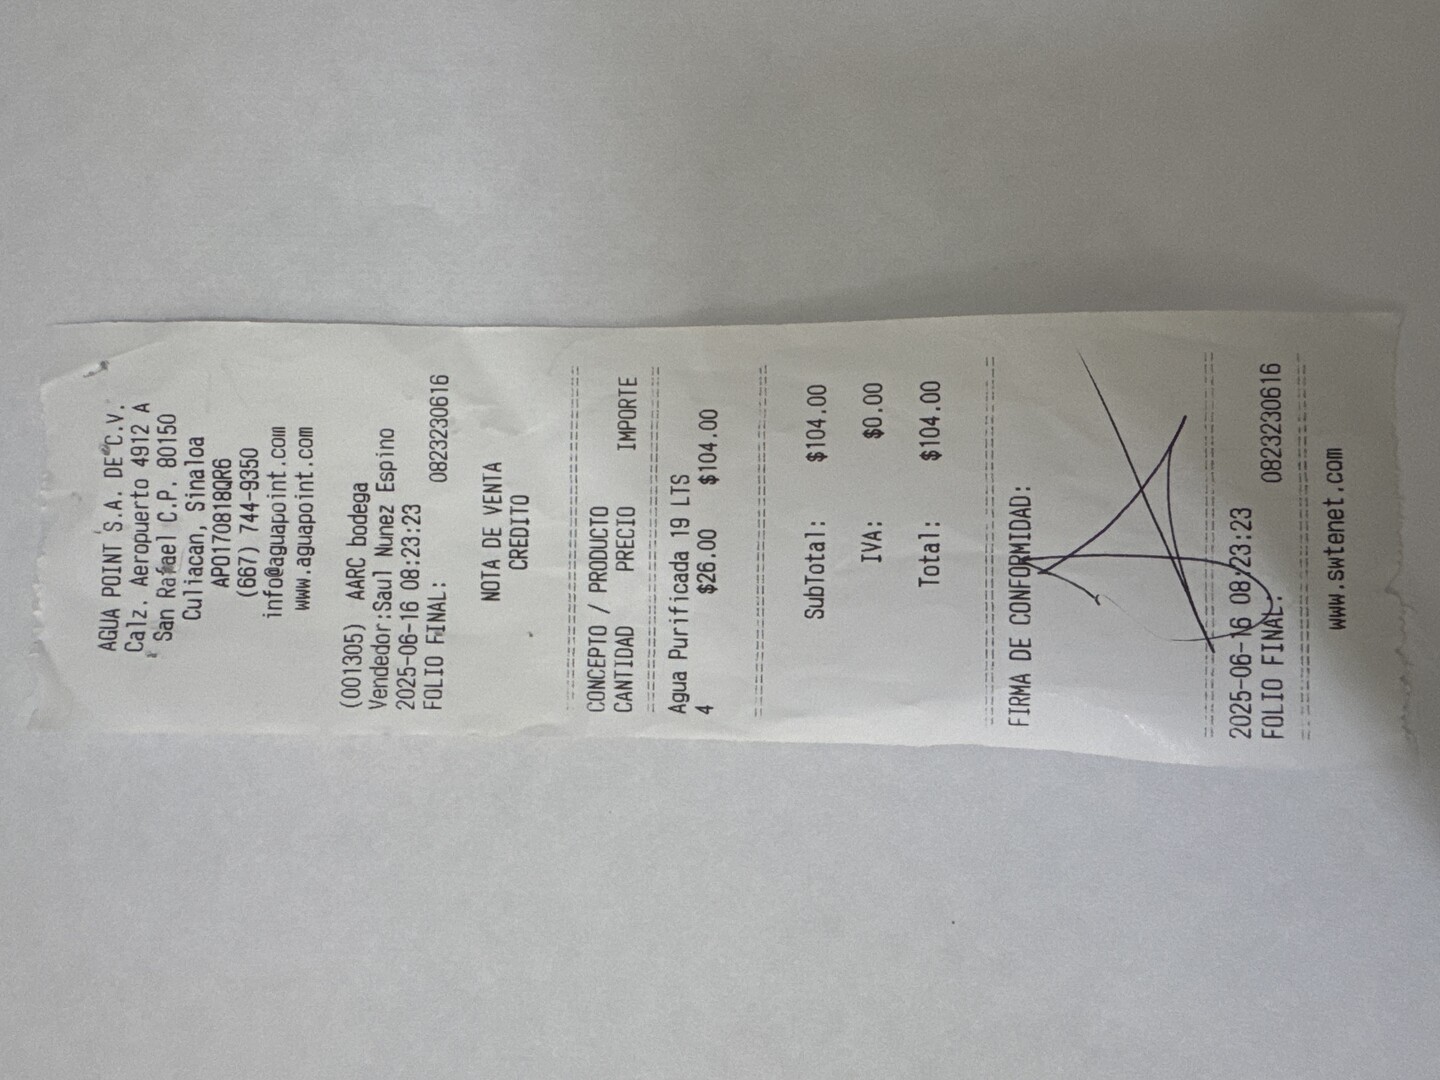 AGUA POINT S.A. DE C.V.
Calz. Aeropuerto 4912 A
San Rafael C.P. 80150
Culiacan, Sinaloa
APO170818QR6
(667) 744-9350
info@aguapoint.com
www.aguapoint.com
(001305) AARC bodega
Vendedor:Saul Nunez Espino
2025-06-16 08:23:23
FOLIO FINAL: 0823230616
NOTA DE VENTA
CREDITO
CONCEPTO / PRODUCTO
CANTIDAD PRECIO IMPORTE
Agua Purificada 19 LTS
4 $26.00 $104.00
SubTotal: $104.00
IVA: $0.00
Total: $104.00
FIRMA DE CONFORMIDAD:
2025-06-16 08:23:23
FOLIO FINAL: 0823230616
www.swtenet.com